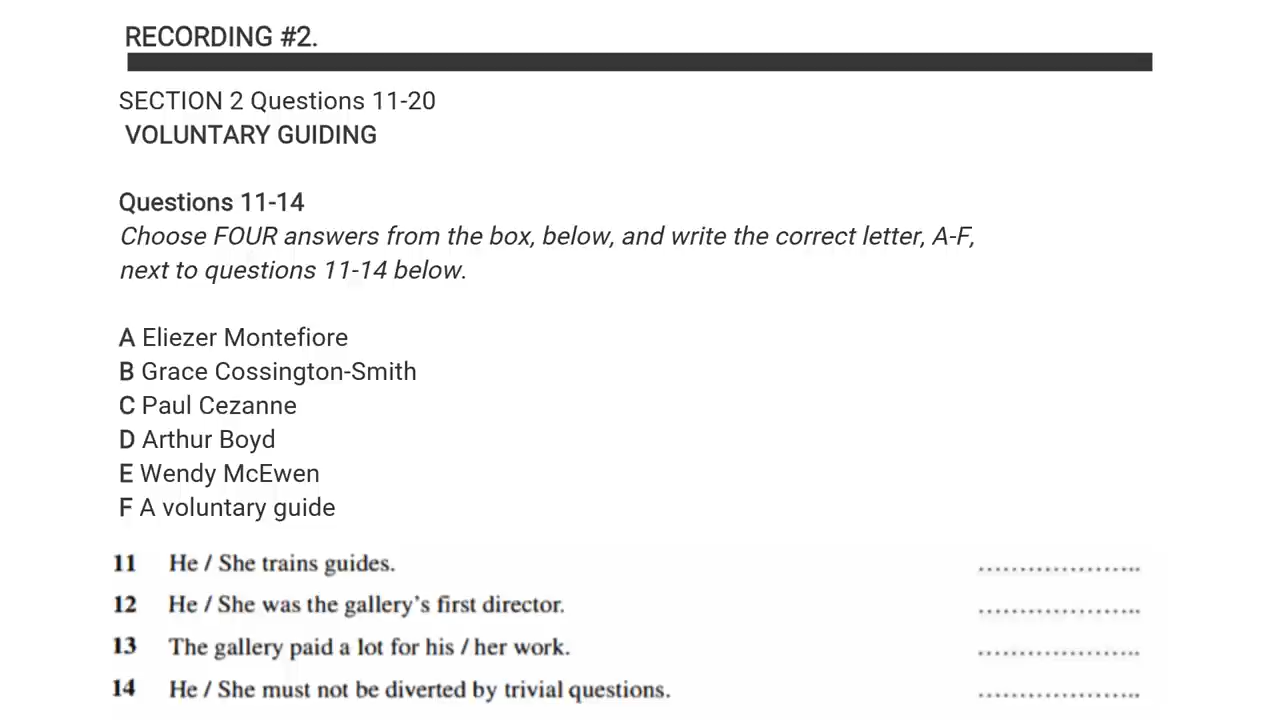 RECORDING #2.
SECTION 2 Questions 11-20
VOLUNTARY GUIDING
Questions 11-14
Choose FOUR answers from the box, below, and write the correct letter, A-F,
next to questions 11-14 below.
A Eliezer Montefiore
B Grace Cossington-Smith
C Paul Cezanne
D Arthur Boyd
E Wendy McEwen
F A voluntary guide
11 He / She trains guides. .....................
12 He / She was the gallery's first director. .....................
13 The gallery paid a lot for his / her work. .....................
14 He / She must not be diverted by trivial questions. .....................